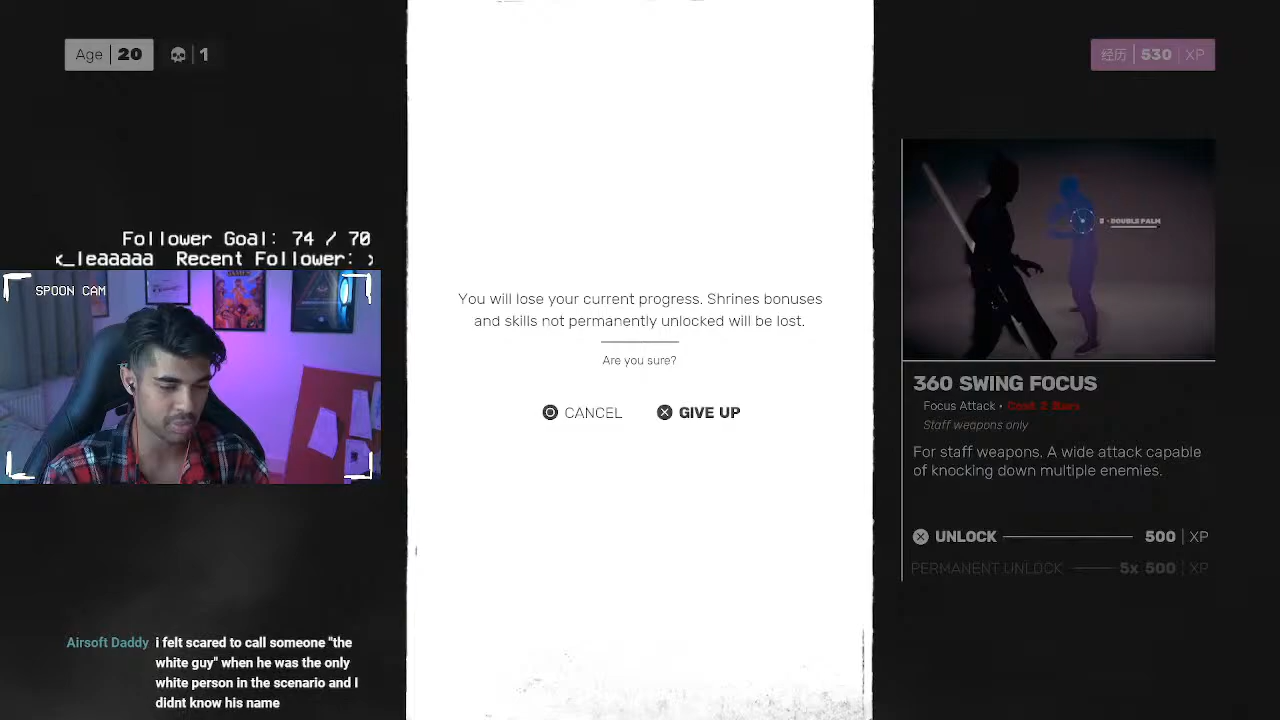 Age 20
1
经历 530 XP
Follower Goal: 74 / 70
x_leaaaaa Recent Follower:
SPOON CAM
You will lose your current progress. Shrines bonuses
and skills not permanently unlocked will be lost.
Are you sure?
CANCEL
GIVE UP
DOUBLE PALM
360 SWING FOCUS
Focus Attack •
Staff weapons only
For staff weapons. A wide attack capable
of knocking down multiple enemies.
UNLOCK 500 XP
PERMANENT UNLOCK 5x 500 XP
Airsoft Daddy i felt scared to call someone "the
white guy" when he was the only
white person in the scenario and I
didnt know his name